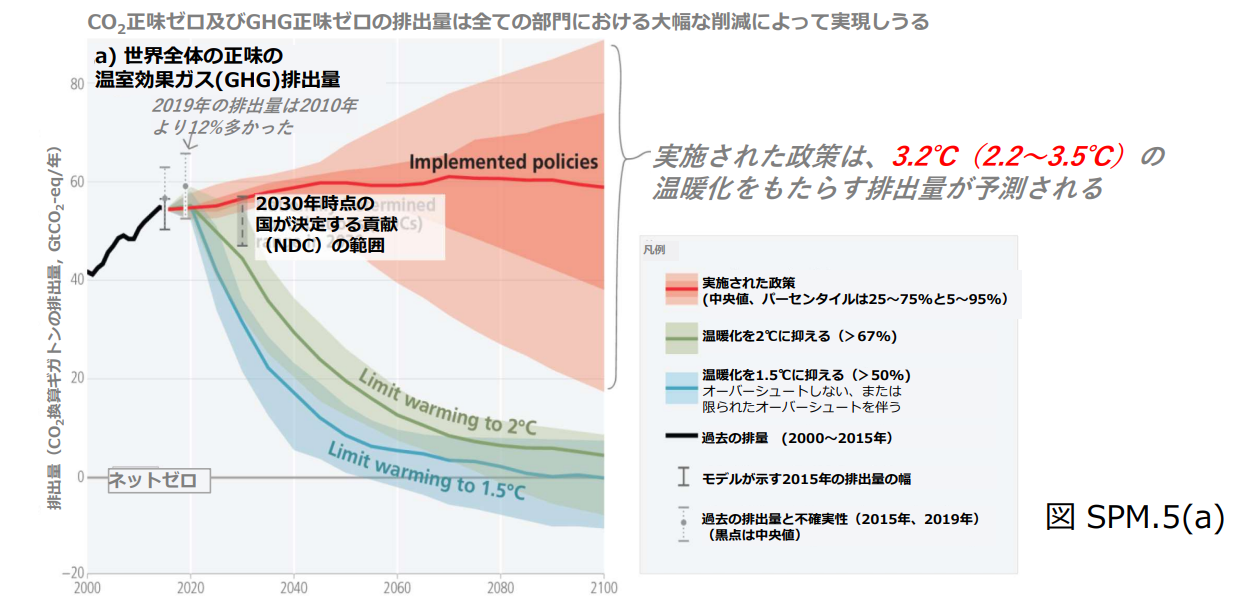 CO2正味ゼロ及びGHG正味ゼロの排出量は全ての部門における大幅な削減によって実現しうる
a) 世界全体の正味の
温室効果ガス(GHG)排出量
2019年の排出量は2010年
より12%多かった
排出量（CO2換算ギガトンの排出量, GtCO2-eq/年）
80
60
40
20
0
−20
2000
2020
2040
2060
2080
2100
Implemented policies
2030年時点の
国が決定する貢献
（NDC）の範囲
Limit warming to 2°C
Limit warming to 1.5°C
ネットゼロ
実施された政策は、3.2℃（2.2～3.5℃）の
温暖化をもたらす排出量が予測される
凡例
実施された政策
(中央値、パーセンタイルは25～75%と5～95%）
温暖化を2℃に抑える（＞67%)
温暖化を1.5℃に抑える（＞50%)
オーバーシュートしない、または
限られたオーバーシュートを伴う
過去の排量　(2000～2015年）
モデルが示す2015年の排出量の幅
過去の排出量と不確実性（2015年、2019年）
（黒点は中央値）
図 SPM.5(a)